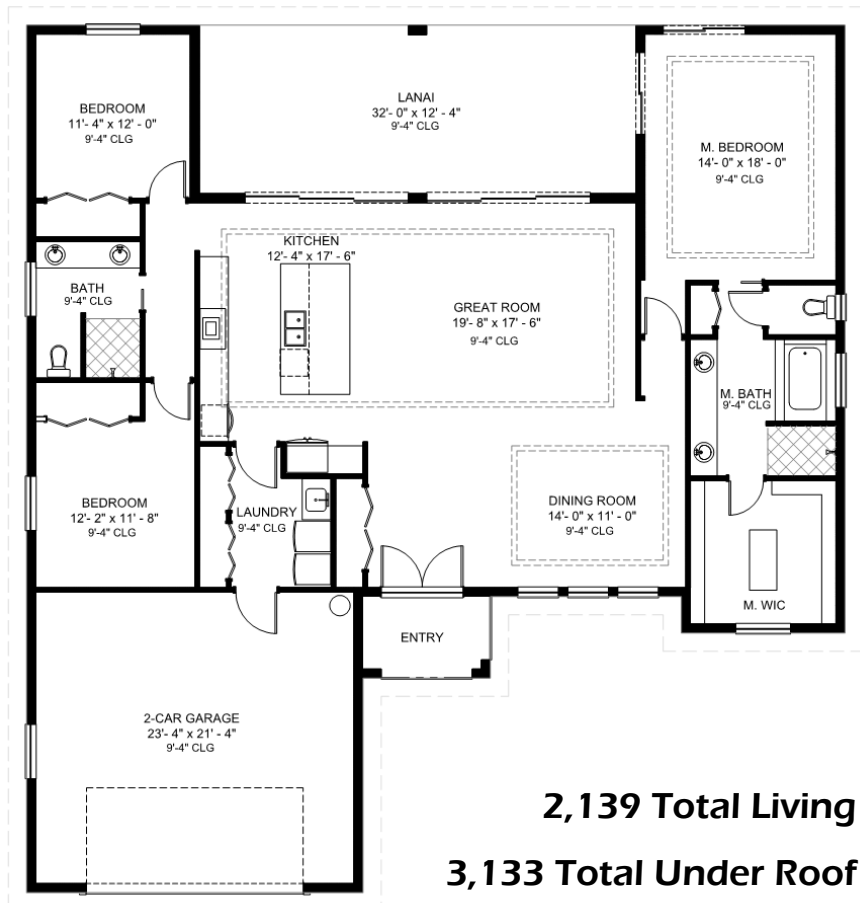 BEDROOM
11'- 4" x 12' - 0"
9'-4" CLG
LANAI
32'- 0" x 12' - 4"
9'-4" CLG
M. BEDROOM
14'- 0" x 18' - 0"
9'-4" CLG
KITCHEN
12'- 4" x 17' - 6"
BATH
9'-4" CLG
GREAT ROOM
19'- 8" x 17' - 6"
9'-4" CLG
M. BATH
9'-4" CLG
BEDROOM
12'- 2" x 11' - 8"
9'-4" CLG
LAUNDRY
9'-4" CLG
DINING ROOM
14'- 0" x 11' - 0"
9'-4" CLG
M. WIC
ENTRY
2-CAR GARAGE
23'- 4" x 21' - 4"
9'-4" CLG
2,139 Total Living
3,133 Total Under Roof